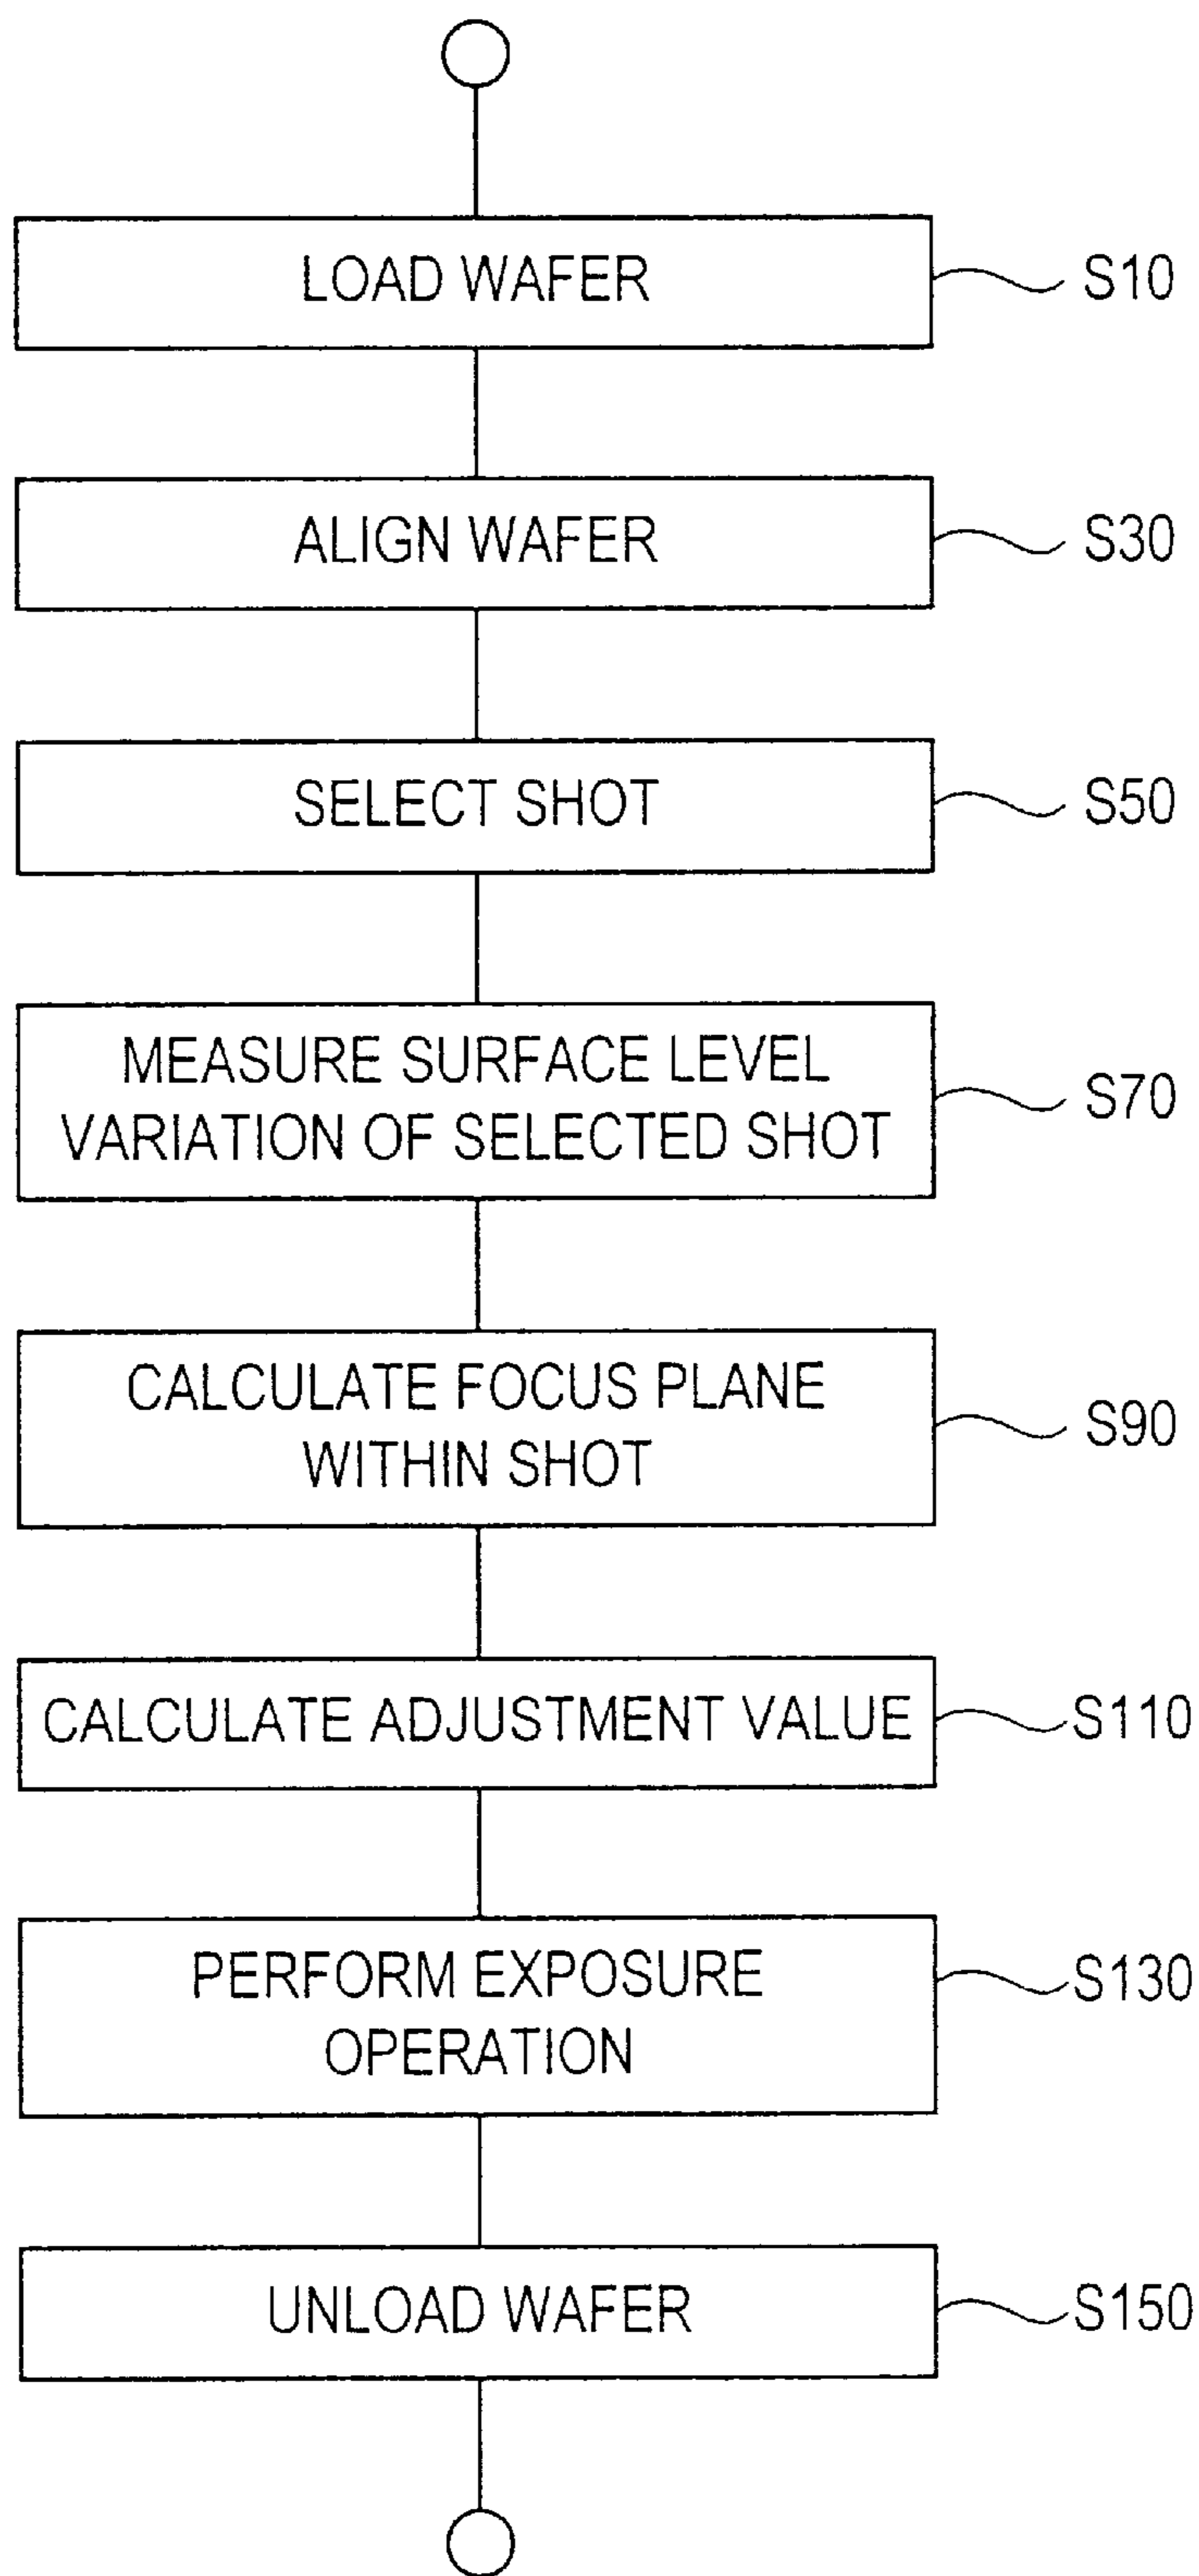 LOAD WAFER
S10
ALIGN WAFER
S30
SELECT SHOT
S50
MEASURE SURFACE LEVEL
VARIATION OF SELECTED SHOT
S70
CALCULATE FOCUS PLANE
WITHIN SHOT
S90
CALCULATE ADJUSTMENT VALUE
S110
PERFORM EXPOSURE
OPERATION
S130
UNLOAD WAFER
S150